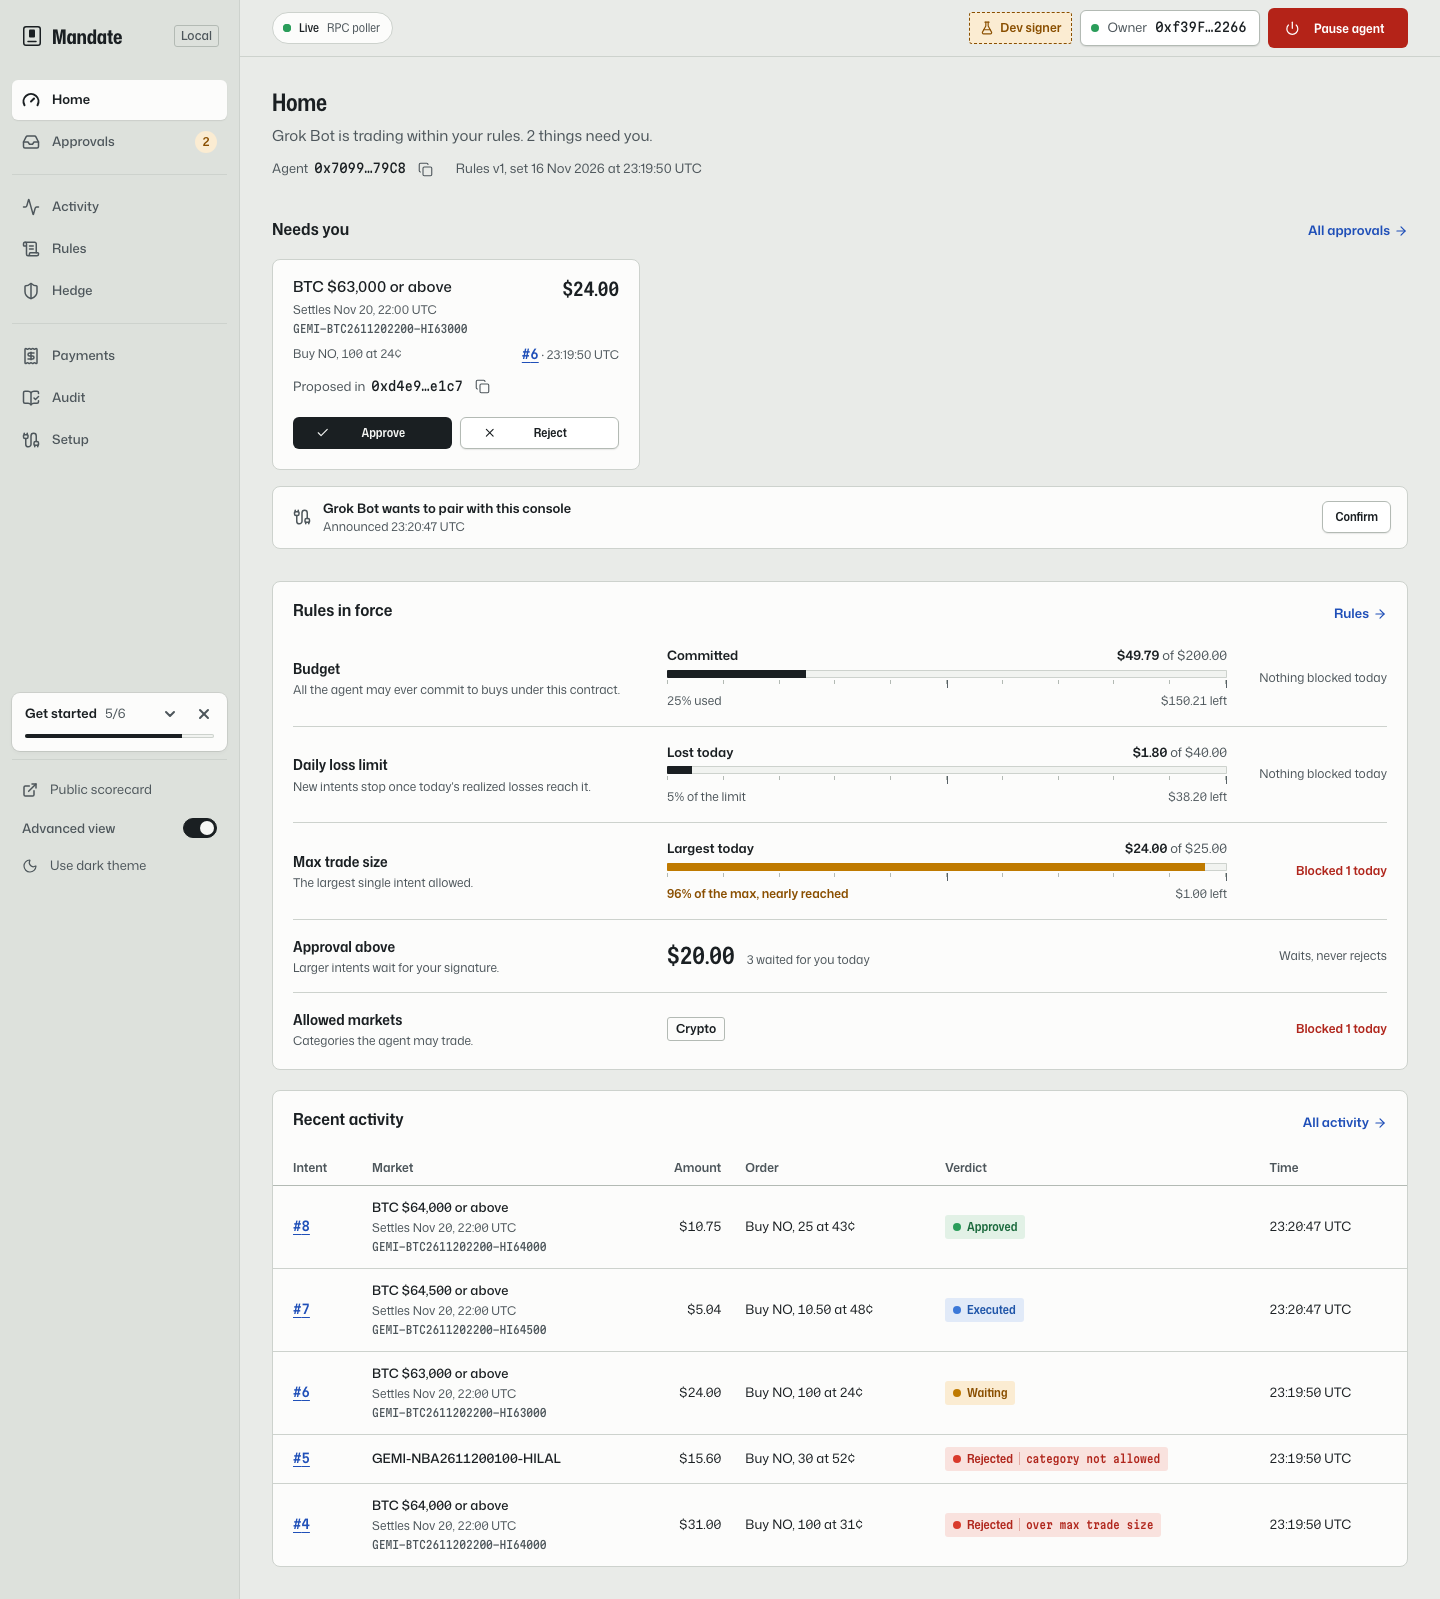 Mandate
Local
Home
Approvals
2
Activity
Rules
Hedge
Payments
Audit
Setup
Get started 5/6
Public scorecard
Advanced view
Use dark theme
Live RPC poller
Dev signer
Owner 0xf39F…2266
Pause agent
Home
Grok Bot is trading within your rules. 2 things need you.
Agent 0x7099…79C8
Rules v1, set 16 Nov 2026 at 23:19:50 UTC
Needs you
All approvals
BTC $63,000 or above
$24.00
Settles Nov 20, 22:00 UTC
GEMI-BTC2611202200-HI63000
Buy NO, 100 at 24¢
#6 · 23:19:50 UTC
Proposed in 0xd4e9…e1c7
Approve
Reject
Grok Bot wants to pair with this console
Announced 23:20:47 UTC
Confirm
Rules in force
Rules
Budget
All the agent may ever commit to buys under this contract.
Committed
$49.79 of $200.00
25% used
$150.21 left
Nothing blocked today
Daily loss limit
New intents stop once today's realized losses reach it.
Lost today
$1.80 of $40.00
5% of the limit
$38.20 left
Nothing blocked today
Max trade size
The largest single intent allowed.
Largest today
$24.00 of $25.00
96% of the max, nearly reached
$1.00 left
Blocked 1 today
Approval above
Larger intents wait for your signature.
$20.00 3 waited for you today
Waits, never rejects
Allowed markets
Categories the agent may trade.
Crypto
Blocked 1 today
Recent activity
All activity
Intent Market Amount Order Verdict Time
#8
BTC $64,000 or above
Settles Nov 20, 22:00 UTC
GEMI-BTC2611202200-HI64000
$10.75
Buy NO, 25 at 43¢
Approved
23:20:47 UTC
#7
BTC $64,500 or above
Settles Nov 20, 22:00 UTC
GEMI-BTC2611202200-HI64500
$5.04
Buy NO, 10.50 at 48¢
Executed
23:20:47 UTC
#6
BTC $63,000 or above
Settles Nov 20, 22:00 UTC
GEMI-BTC2611202200-HI63000
$24.00
Buy NO, 100 at 24¢
Waiting
23:19:50 UTC
#5
GEMI-NBA2611200100-HILAL
$15.60
Buy NO, 30 at 52¢
Rejected category not allowed
23:19:50 UTC
#4
BTC $64,000 or above
Settles Nov 20, 22:00 UTC
GEMI-BTC2611202200-HI64000
$31.00
Buy NO, 100 at 31¢
Rejected over max trade size
23:19:50 UTC